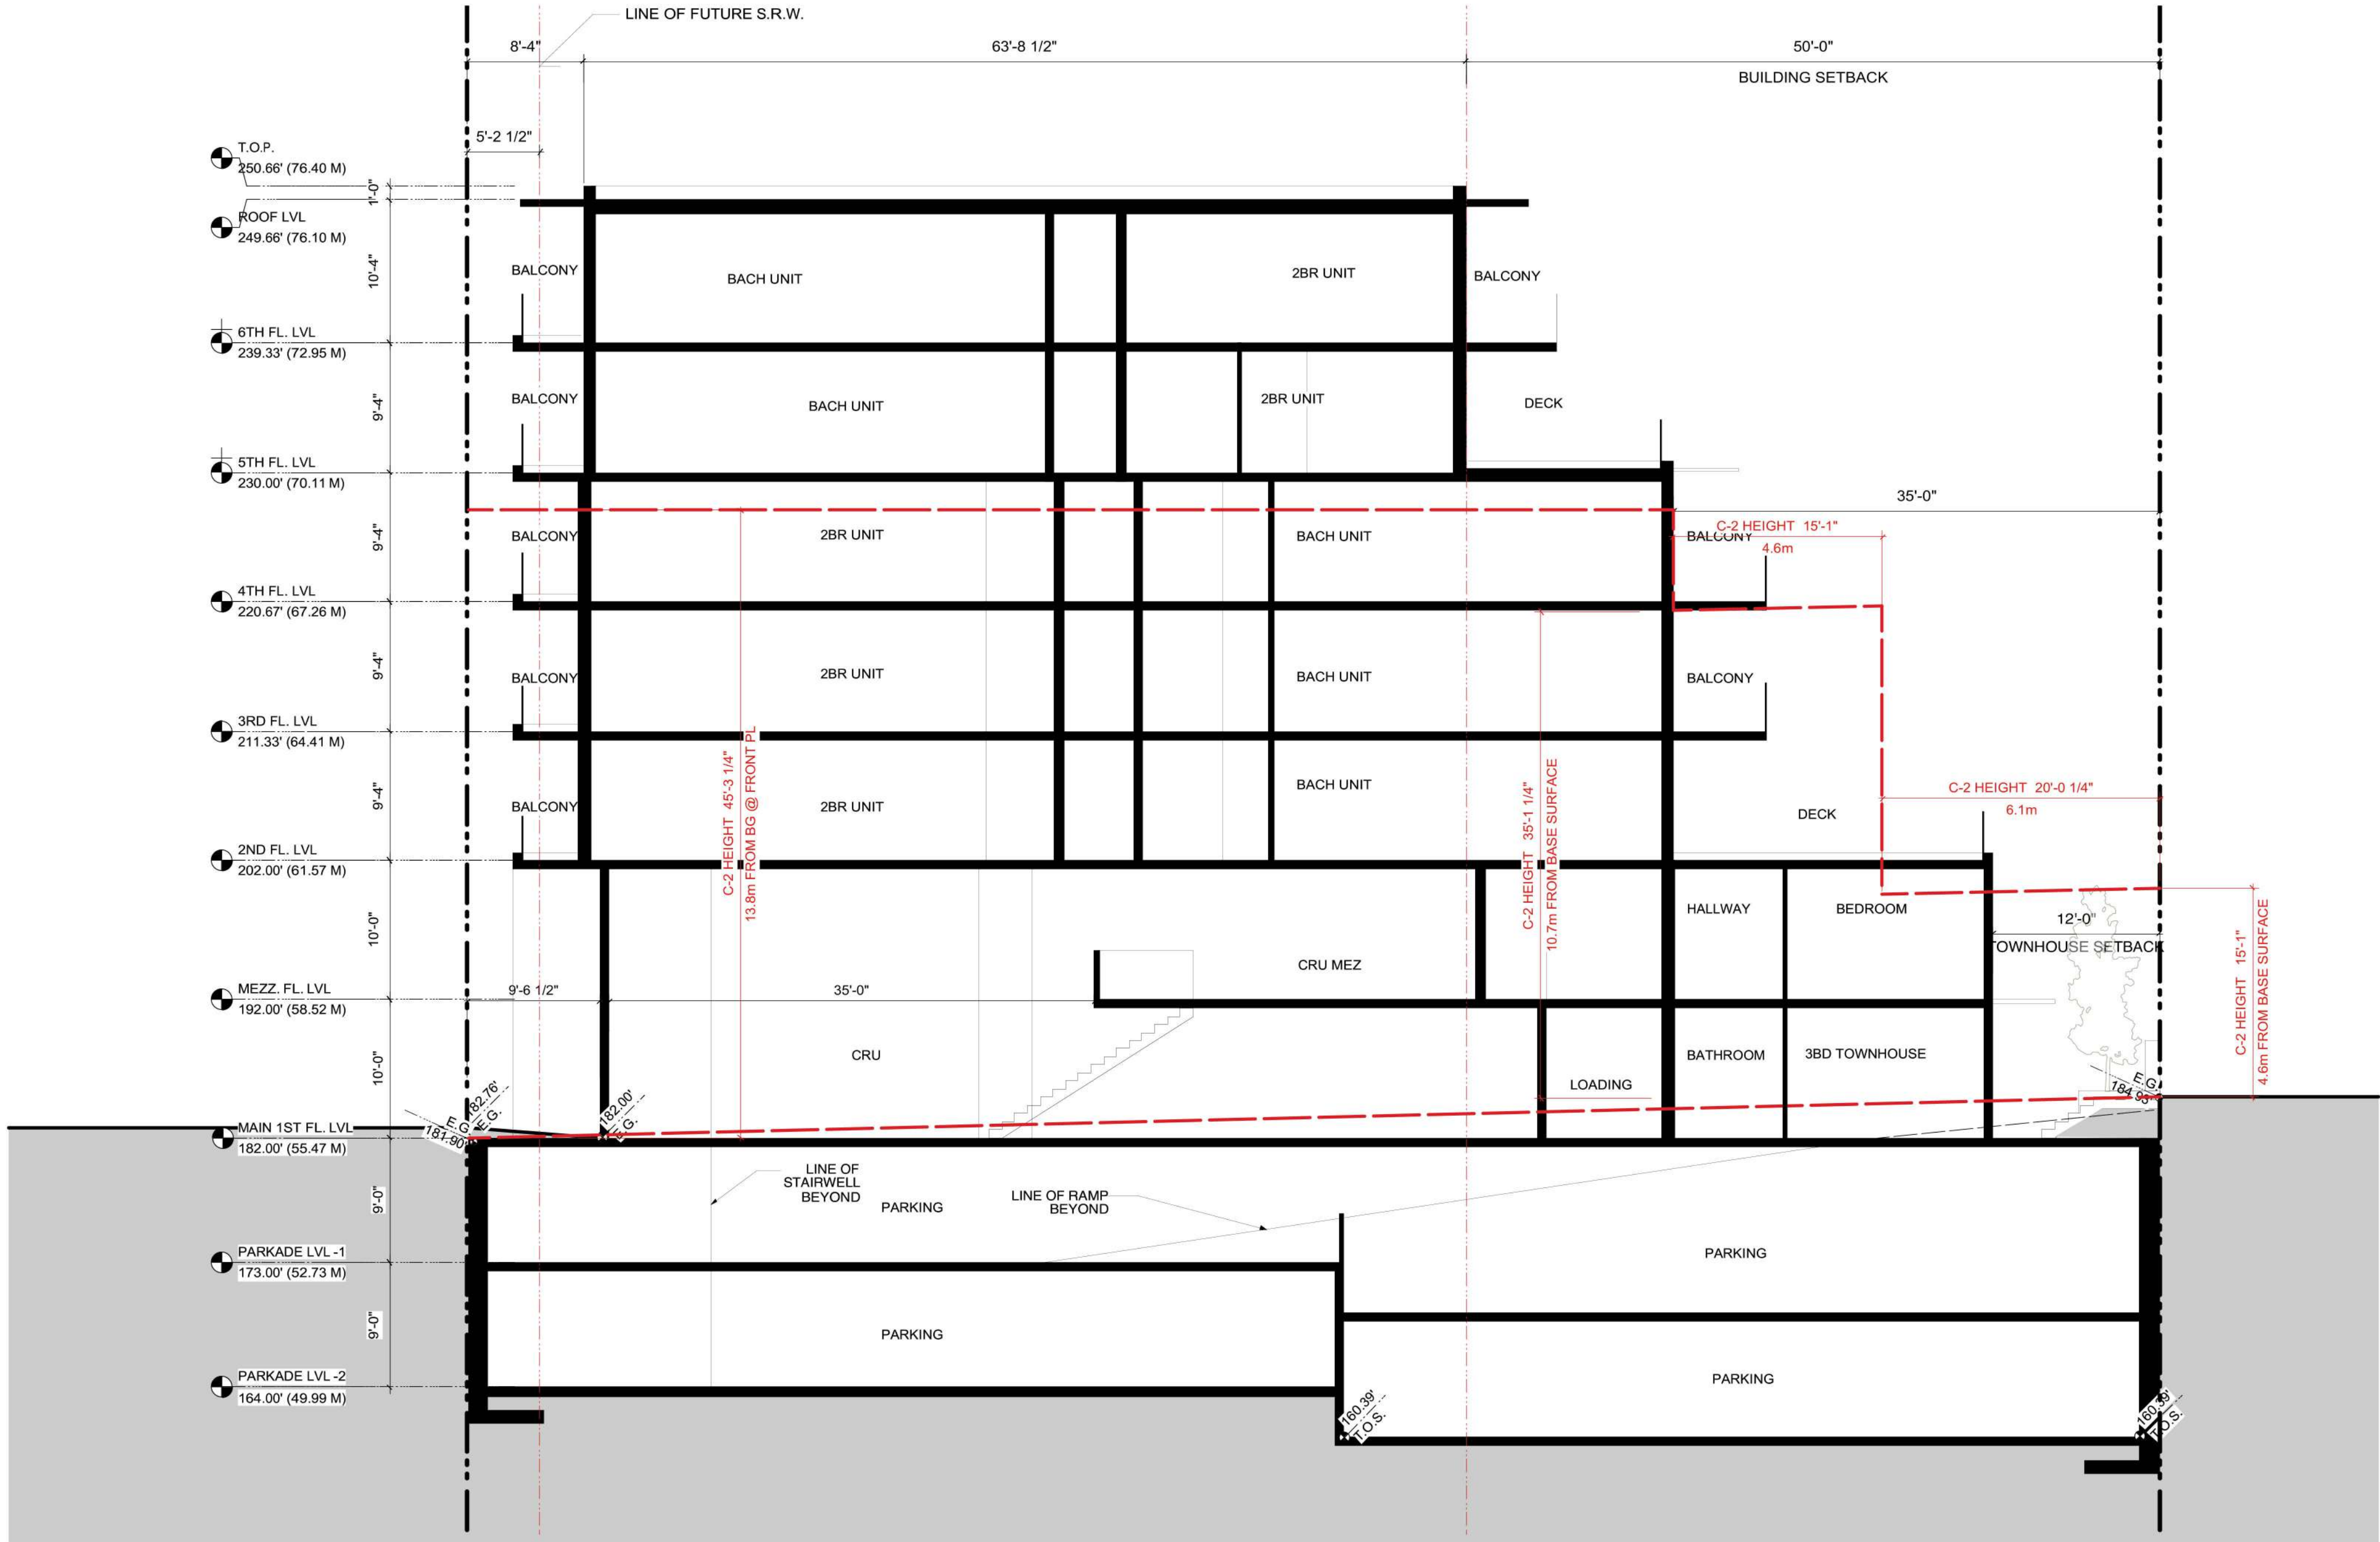 LINE OF FUTURE S.R.W.
8'-4"
63'-8 1/2"
50'-0"
BUILDING SETBACK
5'-2 1/2"
T.O.P.
250.66' (76.40 M)
1'-0"
ROOF LVL
249.66' (76.10 M)
10'-4"
BALCONY
BACH UNIT
2BR UNIT
BALCONY
6TH FL. LVL
239.33' (72.95 M)
9'-4"
BALCONY
BACH UNIT
2BR UNIT
DECK
5TH FL. LVL
230.00' (70.11 M)
35'-0"
9'-4"
BALCONY
2BR UNIT
BACH UNIT
BALCONY
C-2 HEIGHT 15'-1"
4.6m
4TH FL. LVL
220.67' (67.26 M)
9'-4"
BALCONY
2BR UNIT
BACH UNIT
BALCONY
3RD FL. LVL
211.33' (64.41 M)
C-2 HEIGHT 45'-3 1/4"
13.8m FROM BG @ FRONT PL
C-2 HEIGHT 35'-1 1/4"
10.7m FROM BASE SURFACE
9'-4"
BALCONY
2BR UNIT
BACH UNIT
DECK
C-2 HEIGHT 20'-0 1/4"
6.1m
2ND FL. LVL
202.00' (61.57 M)
10'-0"
HALLWAY
BEDROOM
12'-0"
TOWNHOUSE SETBACK
CRU MEZ
C-2 HEIGHT 15'-1"
4.6m FROM BASE SURFACE
MEZZ. FL. LVL
192.00' (58.52 M)
9'-6 1/2"
35'-0"
10'-0"
CRU
LOADING
BATHROOM
3BD TOWNHOUSE
182.76'
E.G.
E.G.
181.90'
182.00'
E.G.
E.G.
184.93'
MAIN 1ST FL. LVL
182.00' (55.47 M)
9'-0"
LINE OF
STAIRWELL
BEYOND
PARKING
LINE OF RAMP
BEYOND
PARKING
PARKADE LVL -1
173.00' (52.73 M)
9'-0"
PARKING
PARKING
PARKADE LVL -2
164.00' (49.99 M)
160.39'
T.O.S.
160.39'
T.O.S.